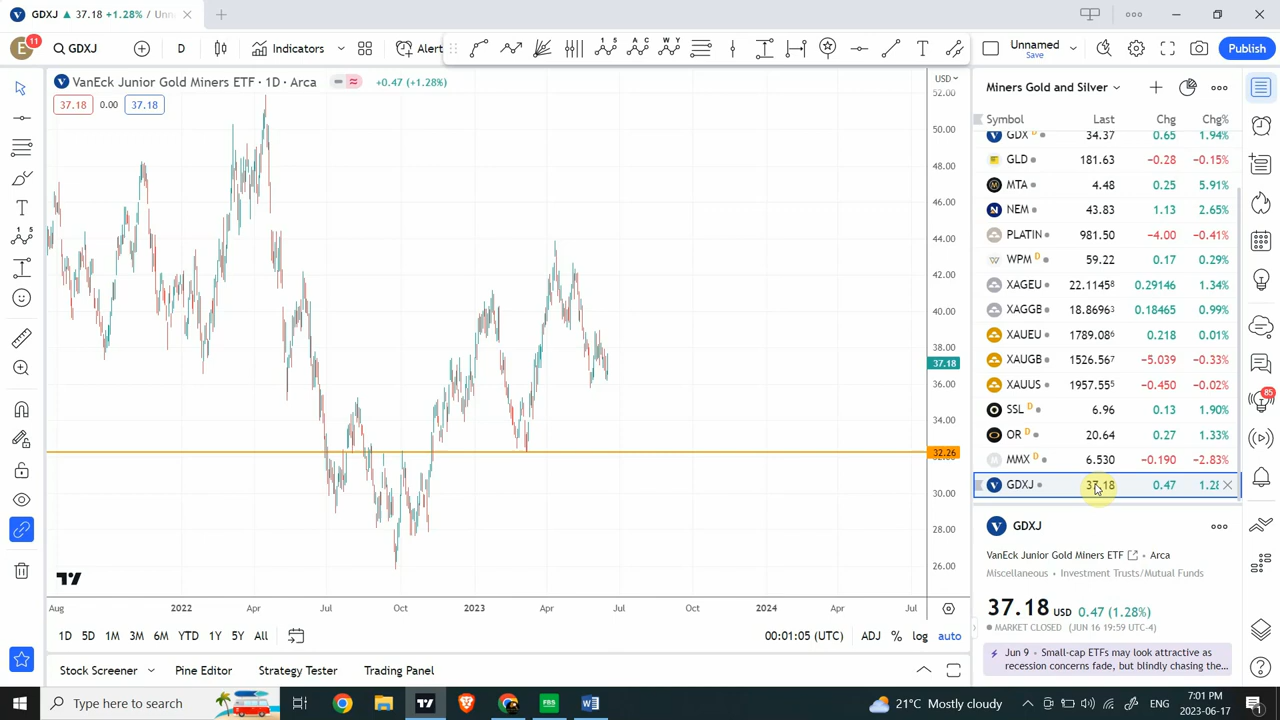 GDXJ ▲ 37.18 +1.28% / Unn
E 11 GDXJ D Indicators Alert Unnamed Save Publish
VanEck Junior Gold Miners ETF · 1D · Arca +0.47 (+1.28%)
37.18 0.00 37.18
USD
52.00
50.00
48.00
46.00
44.00
42.00
40.00
38.00
37.18
36.00
34.00
32.26
30.00
28.00
26.00
Aug 2022 Apr Jul Oct 2023 Apr Jul Oct 2024 Apr Jul
1D 5D 1M 3M 6M YTD 1Y 5Y All 00:01:05 (UTC) ADJ % log auto
Stock Screener Pine Editor Strategy Tester Trading Panel
Miners Gold and Silver
Symbol Last Chg Chg%
GDX D 34.37 0.65 1.94%
GLD 181.63 −0.28 −0.15%
MTA 4.48 0.25 5.91%
NEM 43.83 1.13 2.65%
PLATIN 981.50 −4.00 −0.41%
WPM D 59.22 0.17 0.29%
XAGEU 22.1145⁸ 0.29146 1.34%
XAGGB 18.8696³ 0.18465 0.99%
XAUEU 1789.08⁶ 0.218 0.01%
XAUGB 1526.56⁷ −5.039 −0.33%
XAUUS 1957.55⁵ −0.450 −0.02%
SSL D 6.96 0.13 1.90%
OR D 20.64 0.27 1.33%
MMX D 6.530 −0.190 −2.83%
GDXJ 37.18 0.47 1.28
GDXJ
VanEck Junior Gold Miners ETF • Arca
Miscellaneous • Investment Trusts/Mutual Funds
37.18 USD 0.47 (1.28%)
MARKET CLOSED (JUN 16 19:59 UTC-4)
Jun 9 • Small-cap ETFs may look attractive as
recession concerns fade, but blindly chasing the...
85
Type here to search FBS 21°C Mostly cloudy 7:01 PM
2023-06-17